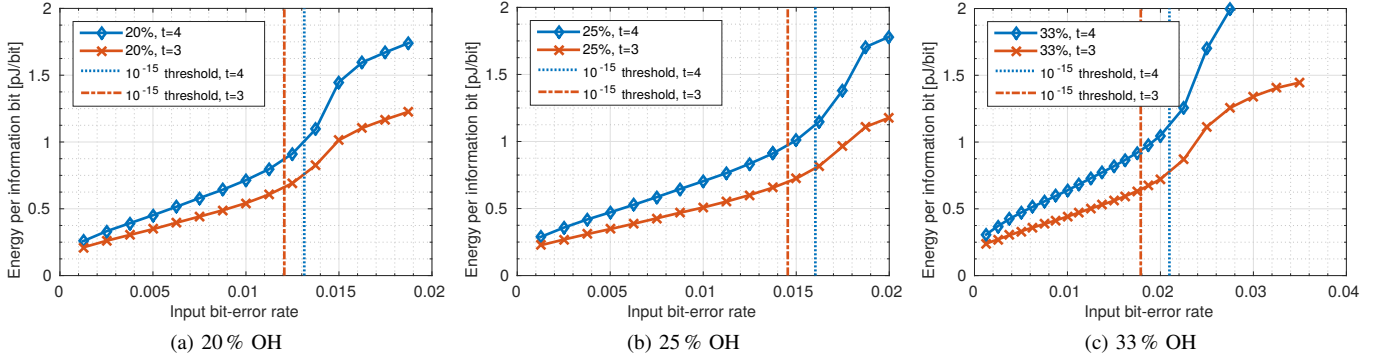 Energy per information bit [pJ/bit]
2
1.5
1
0.5
0
20%, t=4
20%, t=3
10^-15 threshold, t=4
10^-15 threshold, t=3
0 0.005 0.01 0.015 0.02
Input bit-error rate
(a) 20 % OH
Energy per information bit [pJ/bit]
2
1.5
1
0.5
0
25%, t=4
25%, t=3
10^-15 threshold, t=4
10^-15 threshold, t=3
0 0.005 0.01 0.015 0.02
Input bit-error rate
(b) 25 % OH
Energy per information bit [pJ/bit]
2
1.5
1
0.5
0
33%, t=4
33%, t=3
10^-15 threshold, t=4
10^-15 threshold, t=3
0 0.01 0.02 0.03 0.04
Input bit-error rate
(c) 33 % OH